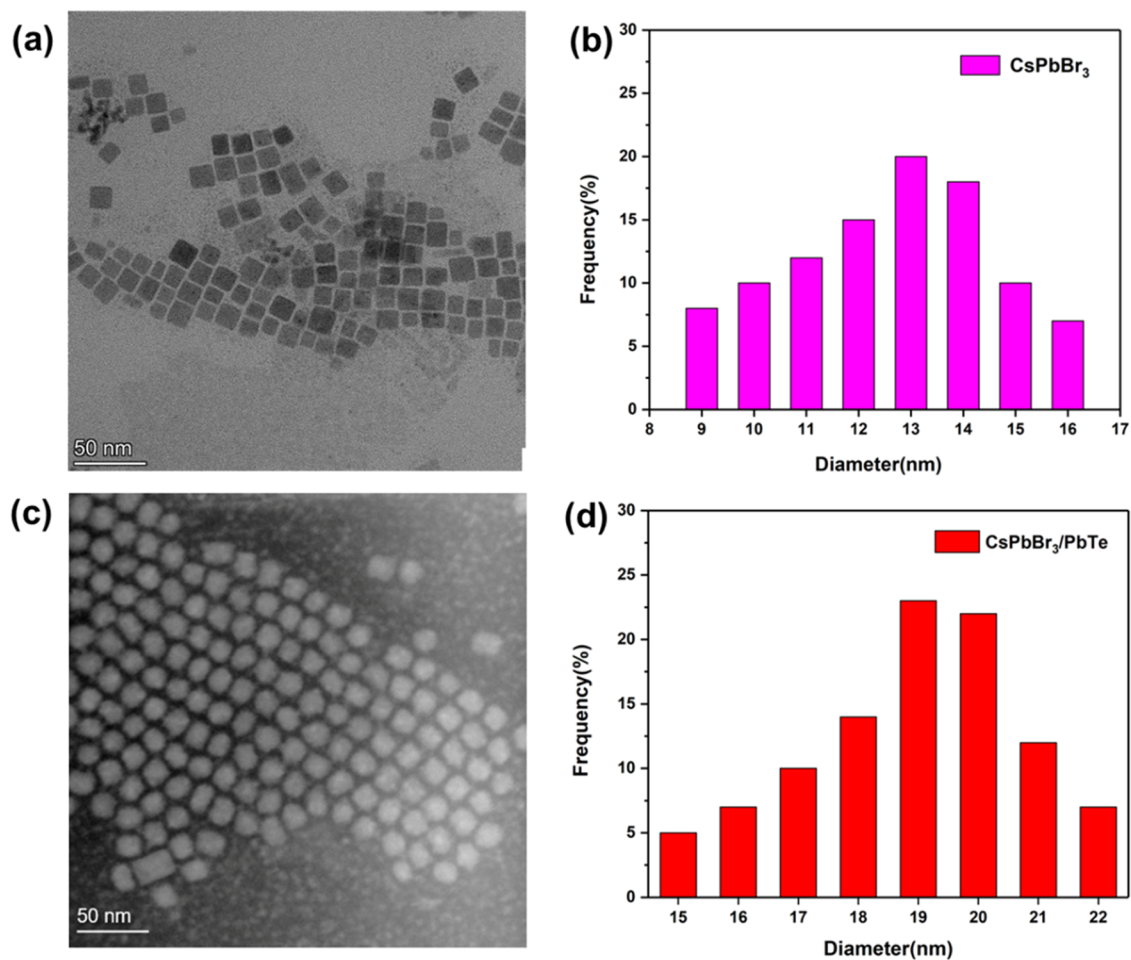 (a)
50 nm
(b)
30
25
20
15
10
5
0
Frequency(%)
CsPbBr₃
8 9 10 11 12 13 14 15 16 17
Diameter(nm)
(c)
50 nm
(d)
30
25
20
15
10
5
0
Frequency(%)
CsPbBr₃/PbTe
15 16 17 18 19 20 21 22
Diameter(nm)